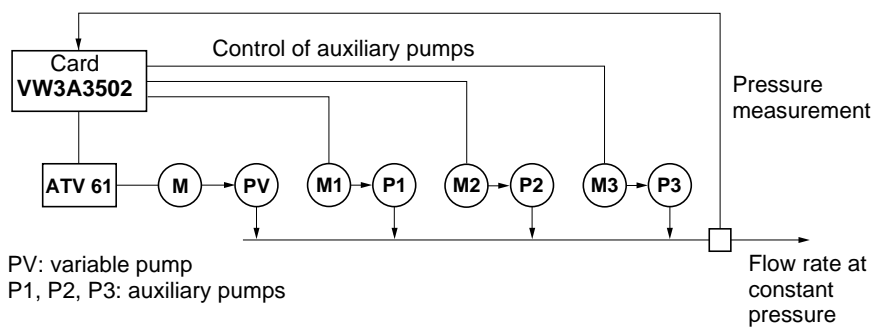 Control of auxiliary pumps
Card
VW3A3502
Pressure
measurement
ATV 61
M
PV
M1
P1
M2
P2
M3
P3
PV: variable pump
P1, P2, P3: auxiliary pumps
Flow rate at
constant
pressure